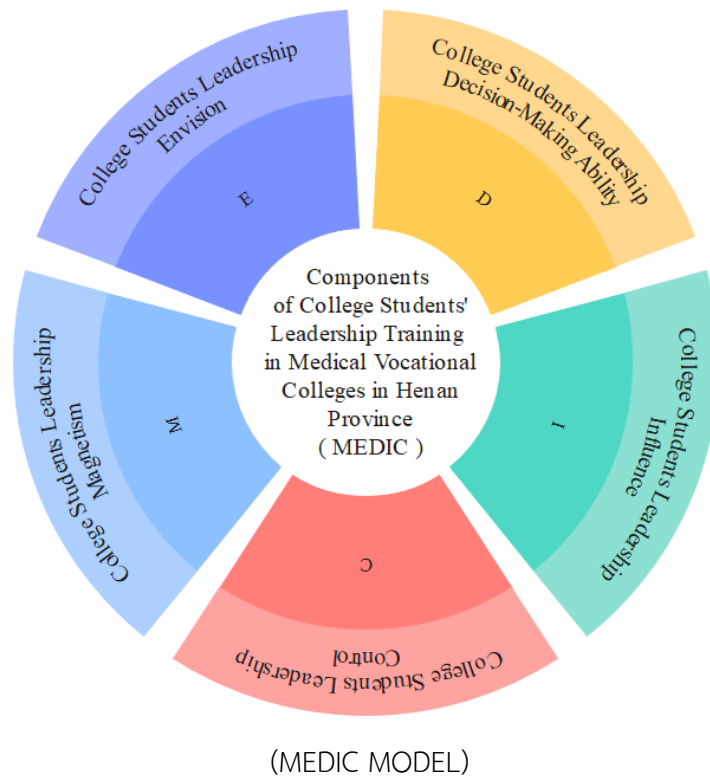 College Students Leadership
Envision
E
College Students Leadership
Decision-Making Ability
D
College Students Leadership
Influence
I
College Students Leadership
Control
C
College Students Leadership
Magnetism
M
Components
of College Students'
Leadership Training
in Medical Vocational
Colleges in Henan
Province
( MEDIC )
(MEDIC MODEL)